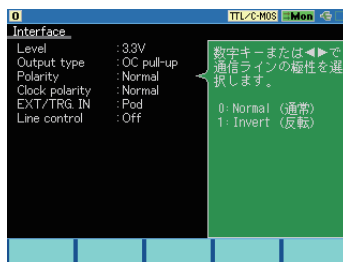 0 TTL/C-MOS Mon
Interface
Level :3.3V
Output type :OC pull-up
Polarity :Normal
Clock polarity :Normal
EXT/TRG. IN :Pod
Line control :Off
数字キーまたは◀▶で
通信ラインの極性を選
択します。
0:Normal (通常)
1:Invert (反転)